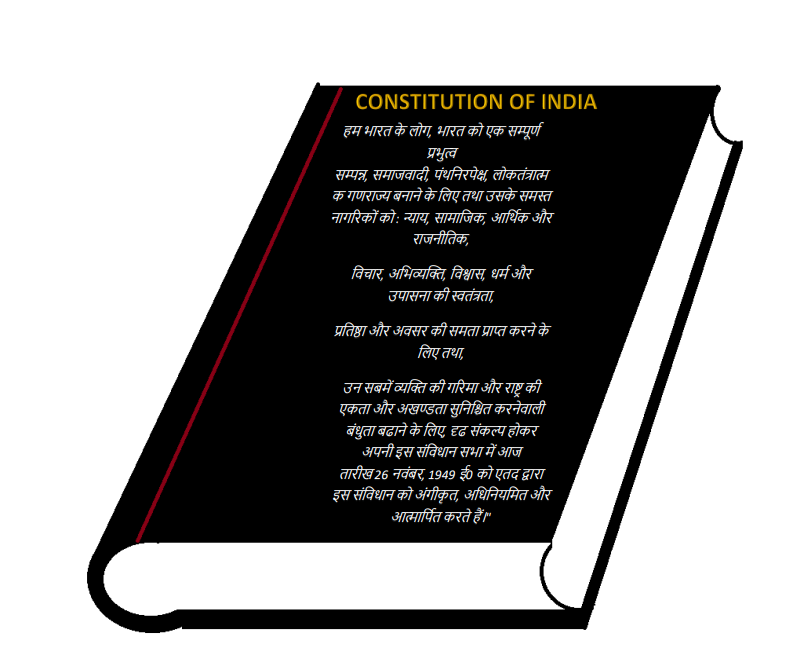 CONSTITUTION OF INDIA
हम भारत के लोग, भारत को एक सम्पूर्ण
प्रभुत्व
सम्पन्न, समाजवादी, पंथनिरपेक्ष, लोकतंत्रात्म
क गणराज्य बनाने के लिए तथा उसके समस्त
नागरिकों को : न्याय, सामाजिक, आर्थिक और
राजनीतिक,
विचार, अभिव्यक्ति, विश्वास, धर्म और
उपासना की स्वतंत्रता,
प्रतिष्ठा और अवसर की समता प्राप्त करने के
लिए तथा,
उन सबमें व्यक्ति की गरिमा और राष्ट्र की
एकता और अखण्डता सुनिश्चित करनेवाली
बंधुता बढाने के लिए, दृढ संकल्प होकर
अपनी इस संविधान सभा में आज
तारीख 26 नवंबर, 1949 ई0 को एतद द्वारा
इस संविधान को अंगीकृत, अधिनियमित और
आत्मार्पित करते हैं।"